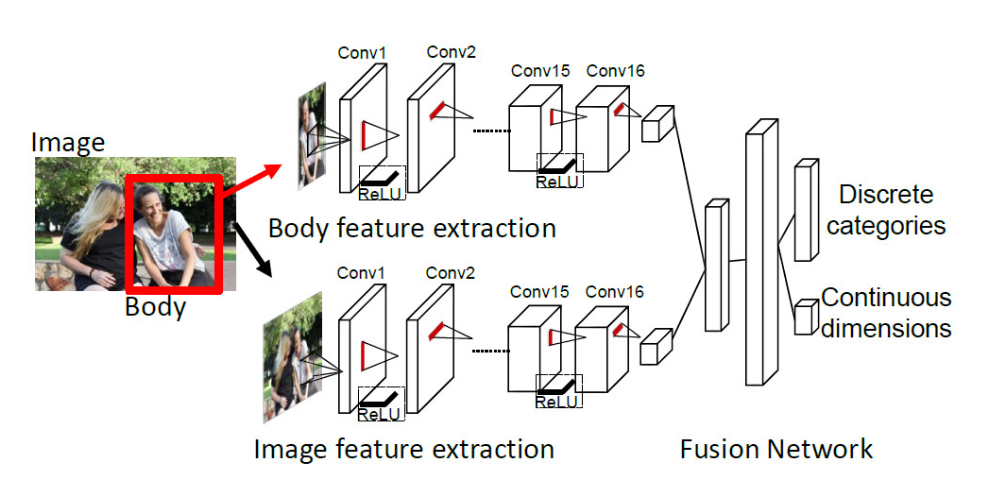 Image
Body
Conv1
Conv2
Conv15
Conv16
ReLU
ReLU
Body feature extraction
Conv1
Conv2
Conv15
Conv16
ReLU
ReLU
Image feature extraction
Discrete
categories
Continuous
dimensions
Fusion Network